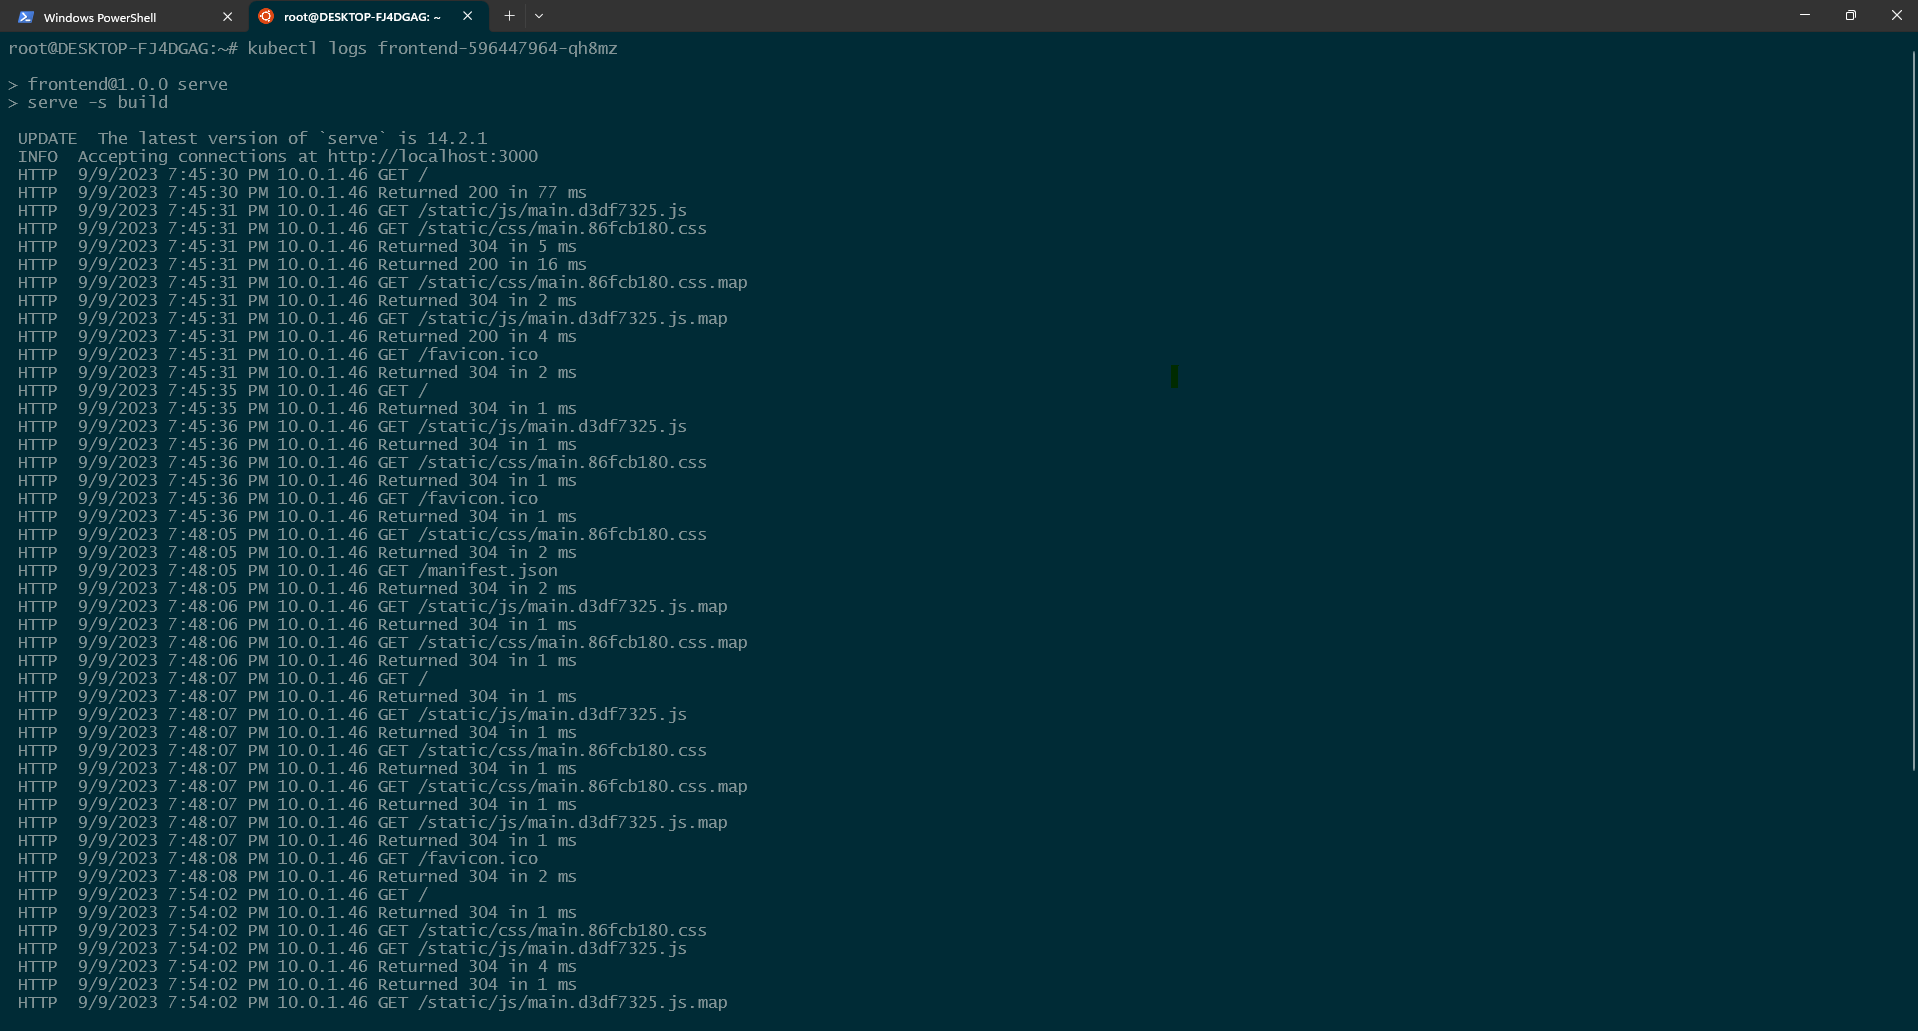 Windows PowerShell
root@DESKTOP-FJ4DGAG: ~
root@DESKTOP-FJ4DGAG:~# kubectl logs frontend-596447964-qh8mz
> frontend@1.0.0 serve
> serve -s build
UPDATE  The latest version of `serve` is 14.2.1
INFO  Accepting connections at http://localhost:3000
HTTP  9/9/2023 7:45:30 PM 10.0.1.46 GET /
HTTP  9/9/2023 7:45:30 PM 10.0.1.46 Returned 200 in 77 ms
HTTP  9/9/2023 7:45:31 PM 10.0.1.46 GET /static/js/main.d3df7325.js
HTTP  9/9/2023 7:45:31 PM 10.0.1.46 GET /static/css/main.86fcb180.css
HTTP  9/9/2023 7:45:31 PM 10.0.1.46 Returned 304 in 5 ms
HTTP  9/9/2023 7:45:31 PM 10.0.1.46 Returned 200 in 16 ms
HTTP  9/9/2023 7:45:31 PM 10.0.1.46 GET /static/css/main.86fcb180.css.map
HTTP  9/9/2023 7:45:31 PM 10.0.1.46 Returned 304 in 2 ms
HTTP  9/9/2023 7:45:31 PM 10.0.1.46 GET /static/js/main.d3df7325.js.map
HTTP  9/9/2023 7:45:31 PM 10.0.1.46 Returned 200 in 4 ms
HTTP  9/9/2023 7:45:31 PM 10.0.1.46 GET /favicon.ico
HTTP  9/9/2023 7:45:31 PM 10.0.1.46 Returned 304 in 2 ms
HTTP  9/9/2023 7:45:35 PM 10.0.1.46 GET /
HTTP  9/9/2023 7:45:35 PM 10.0.1.46 Returned 304 in 1 ms
HTTP  9/9/2023 7:45:36 PM 10.0.1.46 GET /static/js/main.d3df7325.js
HTTP  9/9/2023 7:45:36 PM 10.0.1.46 Returned 304 in 1 ms
HTTP  9/9/2023 7:45:36 PM 10.0.1.46 GET /static/css/main.86fcb180.css
HTTP  9/9/2023 7:45:36 PM 10.0.1.46 Returned 304 in 1 ms
HTTP  9/9/2023 7:45:36 PM 10.0.1.46 GET /favicon.ico
HTTP  9/9/2023 7:45:36 PM 10.0.1.46 Returned 304 in 1 ms
HTTP  9/9/2023 7:48:05 PM 10.0.1.46 GET /static/css/main.86fcb180.css
HTTP  9/9/2023 7:48:05 PM 10.0.1.46 Returned 304 in 2 ms
HTTP  9/9/2023 7:48:05 PM 10.0.1.46 GET /manifest.json
HTTP  9/9/2023 7:48:05 PM 10.0.1.46 Returned 304 in 2 ms
HTTP  9/9/2023 7:48:06 PM 10.0.1.46 GET /static/js/main.d3df7325.js.map
HTTP  9/9/2023 7:48:06 PM 10.0.1.46 Returned 304 in 1 ms
HTTP  9/9/2023 7:48:06 PM 10.0.1.46 GET /static/css/main.86fcb180.css.map
HTTP  9/9/2023 7:48:06 PM 10.0.1.46 Returned 304 in 1 ms
HTTP  9/9/2023 7:48:07 PM 10.0.1.46 GET /
HTTP  9/9/2023 7:48:07 PM 10.0.1.46 Returned 304 in 1 ms
HTTP  9/9/2023 7:48:07 PM 10.0.1.46 GET /static/js/main.d3df7325.js
HTTP  9/9/2023 7:48:07 PM 10.0.1.46 Returned 304 in 1 ms
HTTP  9/9/2023 7:48:07 PM 10.0.1.46 GET /static/css/main.86fcb180.css
HTTP  9/9/2023 7:48:07 PM 10.0.1.46 Returned 304 in 1 ms
HTTP  9/9/2023 7:48:07 PM 10.0.1.46 GET /static/css/main.86fcb180.css.map
HTTP  9/9/2023 7:48:07 PM 10.0.1.46 Returned 304 in 1 ms
HTTP  9/9/2023 7:48:07 PM 10.0.1.46 GET /static/js/main.d3df7325.js.map
HTTP  9/9/2023 7:48:07 PM 10.0.1.46 Returned 304 in 1 ms
HTTP  9/9/2023 7:48:08 PM 10.0.1.46 GET /favicon.ico
HTTP  9/9/2023 7:48:08 PM 10.0.1.46 Returned 304 in 2 ms
HTTP  9/9/2023 7:54:02 PM 10.0.1.46 GET /
HTTP  9/9/2023 7:54:02 PM 10.0.1.46 Returned 304 in 1 ms
HTTP  9/9/2023 7:54:02 PM 10.0.1.46 GET /static/css/main.86fcb180.css
HTTP  9/9/2023 7:54:02 PM 10.0.1.46 GET /static/js/main.d3df7325.js
HTTP  9/9/2023 7:54:02 PM 10.0.1.46 Returned 304 in 4 ms
HTTP  9/9/2023 7:54:02 PM 10.0.1.46 Returned 304 in 1 ms
HTTP  9/9/2023 7:54:02 PM 10.0.1.46 GET /static/js/main.d3df7325.js.map